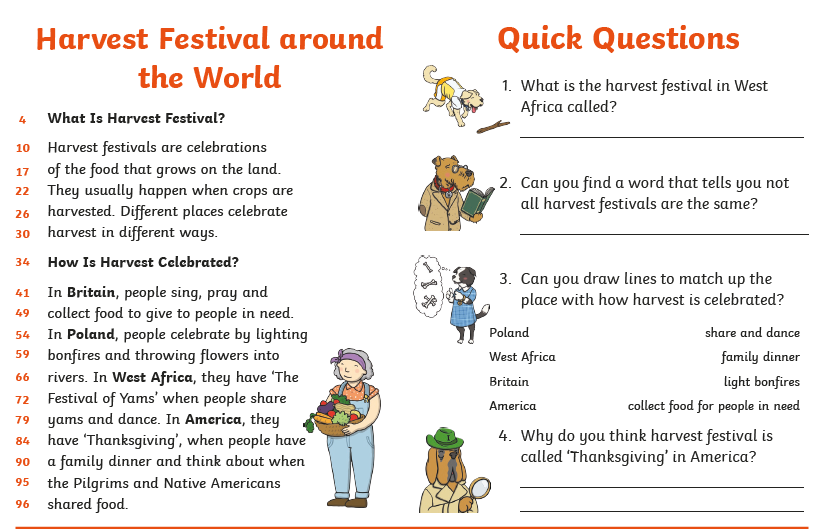 Harvest Festival around
the World
4 What Is Harvest Festival?
10 Harvest festivals are celebrations
17 of the food that grows on the land.
22 They usually happen when crops are
26 harvested. Different places celebrate
30 harvest in different ways.
34 How Is Harvest Celebrated?
41 In Britain, people sing, pray and
49 collect food to give to people in need.
54 In Poland, people celebrate by lighting
59 bonfires and throwing flowers into
66 rivers. In West Africa, they have ‘The
72 Festival of Yams’ when people share
79 yams and dance. In America, they
84 have ‘Thanksgiving’, when people have
90 a family dinner and think about when
95 the Pilgrims and Native Americans
96 shared food.
Quick Questions
1. What is the harvest festival in West
Africa called?
2. Can you find a word that tells you not
all harvest festivals are the same?
3. Can you draw lines to match up the
place with how harvest is celebrated?
Poland share and dance
West Africa family dinner
Britain light bonfires
America collect food for people in need
4. Why do you think harvest festival is
called ‘Thanksgiving’ in America?